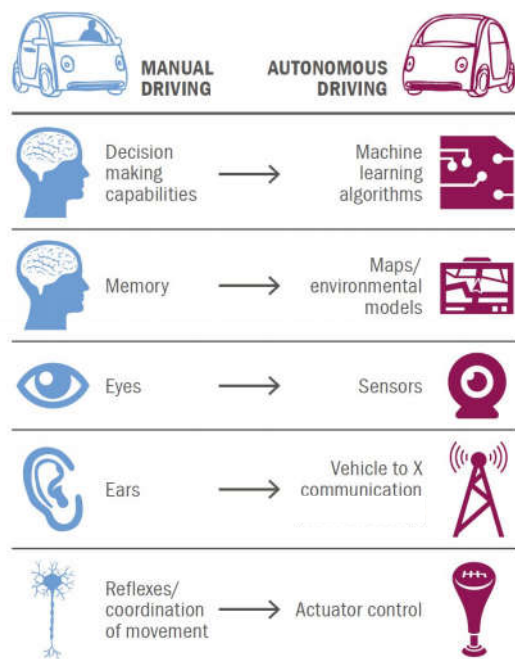 MANUAL
DRIVING
AUTONOMOUS
DRIVING
Decision
making
capabilities
Machine
learning
algorithms
Memory
Maps/
environmental
models
Eyes
Sensors
Ears
Vehicle to X
communication
Reflexes/
coordination
of movement
Actuator control